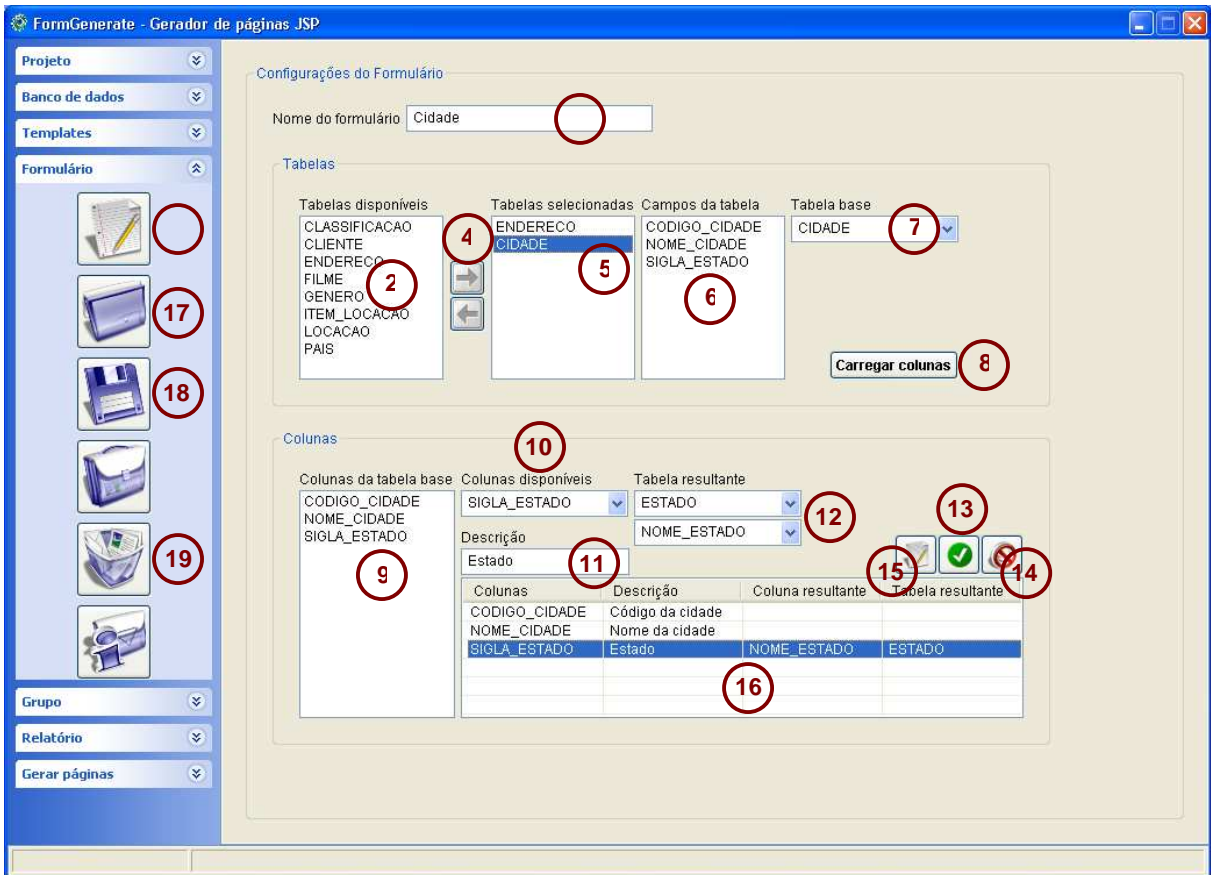 FormGenerate - Gerador de páginas JSP
Projeto
Banco de dados
Templates
Formulário
17
18
19
Grupo
Relatório
Gerar páginas
Configurações do Formulário
Nome do formulário Cidade
Tabelas
Tabelas disponíveis
CLASSIFICACAO
CLIENTE
ENDERECO
FILME
GENERO
ITEM_LOCACAO
LOCACAO
PAIS
2
4
Tabelas selecionadas
ENDERECO
CIDADE
5
Campos da tabela
CODIGO_CIDADE
NOME_CIDADE
SIGLA_ESTADO
6
Tabela base
CIDADE
7
Carregar colunas
8
Colunas
Colunas da tabela base
CODIGO_CIDADE
NOME_CIDADE
SIGLA_ESTADO
9
10
Colunas disponíveis
SIGLA_ESTADO
Descrição
Estado
11
Tabela resultante
ESTADO
NOME_ESTADO
12
13
15
14
Colunas Descrição Coluna resultante Tabela resultante
CODIGO_CIDADE Código da cidade
NOME_CIDADE Nome da cidade
SIGLA_ESTADO Estado NOME_ESTADO ESTADO
16